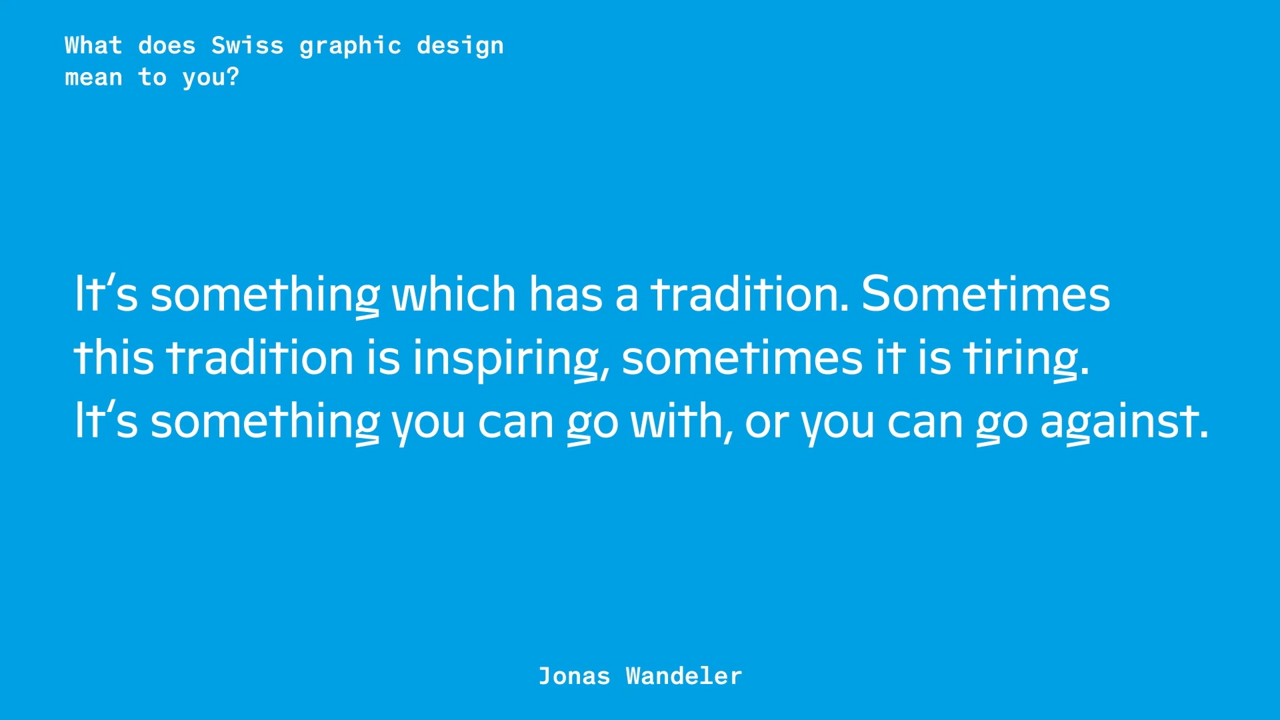 What does Swiss graphic design
mean to you?
It’s something which has a tradition. Sometimes
this tradition is inspiring, sometimes it is tiring.
It’s something you can go with, or you can go against.
Jonas Wandeler